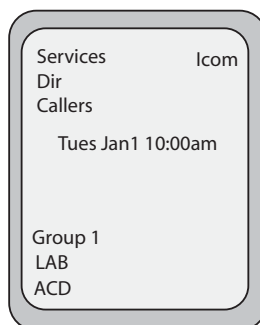 Services Icom
Dir
Callers
Tues Jan1 10:00am
Group 1
LAB
ACD